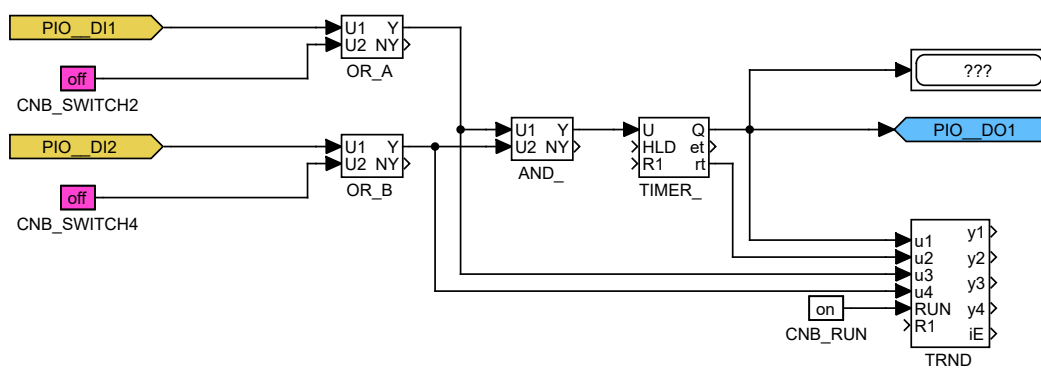 PIO__DI1
off
CNB_SWITCH2
U1 Y
U2 NY
OR_A
PIO__DI2
off
CNB_SWITCH4
U1 Y
U2 NY
OR_B
U1 Y
U2 NY
AND_
U Q
HLD et
R1 rt
TIMER_
???
PIO__DO1
u1 y1
u2 y2
u3 y3
u4 y4
RUN
R1 iE
TRND
on
CNB_RUN